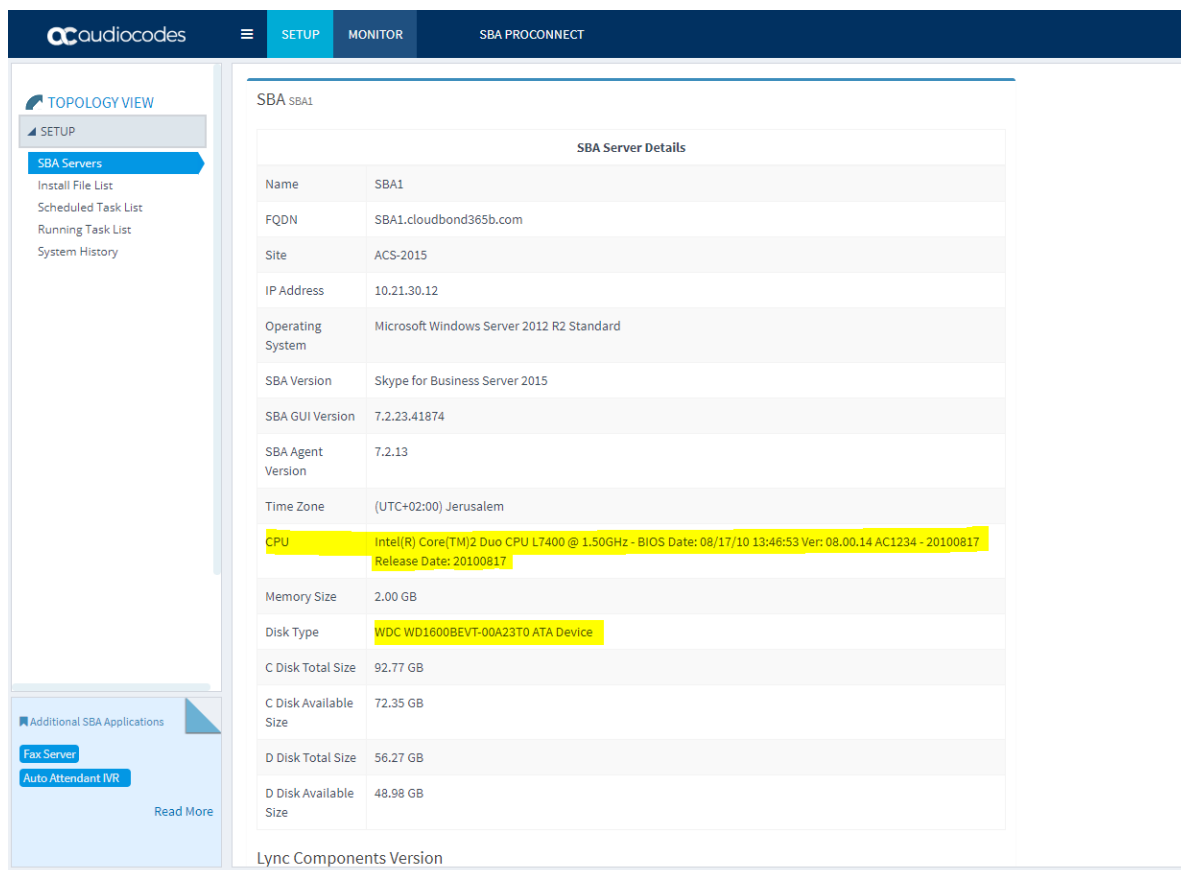 audiocodes
SETUP
MONITOR
SBA PROCONNECT
TOPOLOGY VIEW
SETUP
SBA Servers
Install File List
Scheduled Task List
Running Task List
System History
Additional SBA Applications
Fax Server
Auto Attendant IVR
Read More
SBA SBA1
SBA Server Details
Name SBA1
FQDN SBA1.cloudbond365b.com
Site ACS-2015
IP Address 10.21.30.12
Operating System Microsoft Windows Server 2012 R2 Standard
SBA Version Skype for Business Server 2015
SBA GUI Version 7.2.23.41874
SBA Agent Version 7.2.13
Time Zone (UTC+02:00) Jerusalem
CPU Intel(R) Core(TM)2 Duo CPU L7400 @ 1.50GHz - BIOS Date: 08/17/10 13:46:53 Ver: 08.00.14 AC1234 - 20100817
Release Date: 20100817
Memory Size 2.00 GB
Disk Type WDC WD1600BEVT-00A23T0 ATA Device
C Disk Total Size 92.77 GB
C Disk Available Size 72.35 GB
D Disk Total Size 56.27 GB
D Disk Available Size 48.98 GB
Lync Components Version